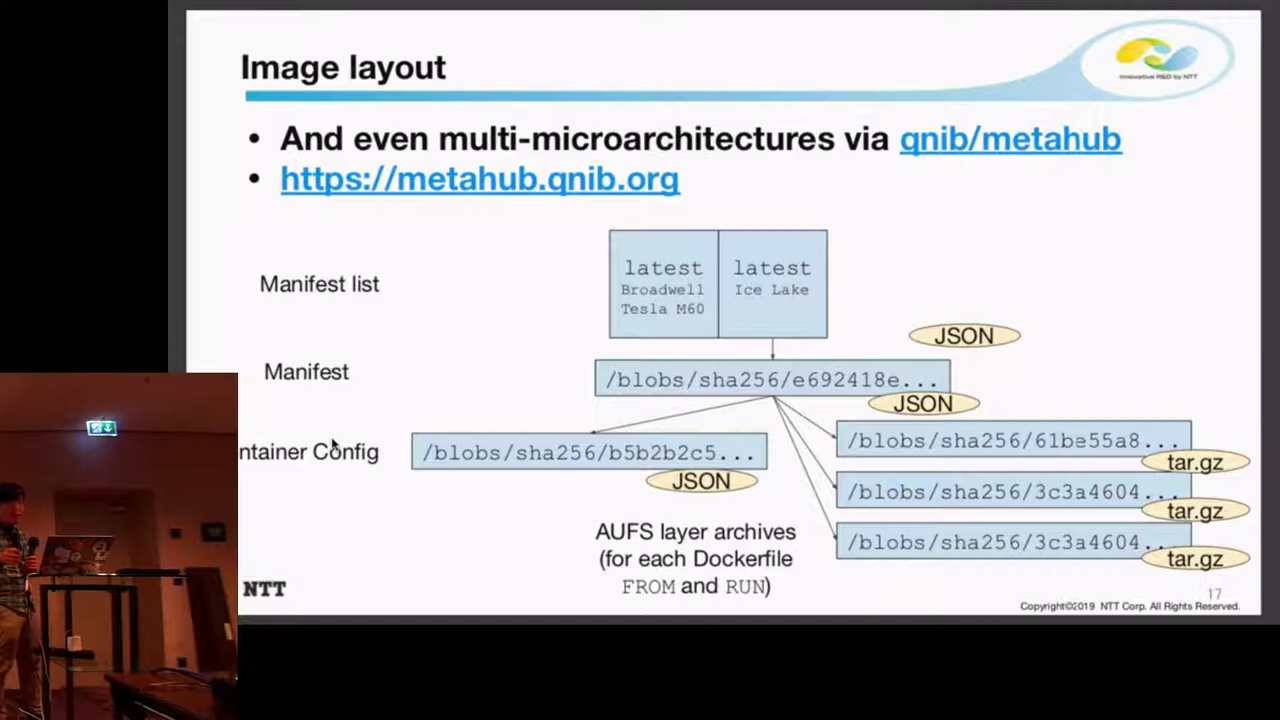 Image layout
Innovative R&D by NTT
• And even multi-microarchitectures via qnib/metahub
• https://metahub.qnib.org
Manifest list
latest
Broadwell
Tesla M60
latest
Ice Lake
JSON
Manifest
/blobs/sha256/e692418e...
JSON
ntainer Config
/blobs/sha256/b5b2b2c5...
JSON
/blobs/sha256/61be55a8...
tar.gz
/blobs/sha256/3c3a4604...
tar.gz
/blobs/sha256/3c3a4604...
tar.gz
AUFS layer archives
(for each Dockerfile
FROM and RUN)
NTT
17
Copyright©2019 NTT Corp. All Rights Reserved.